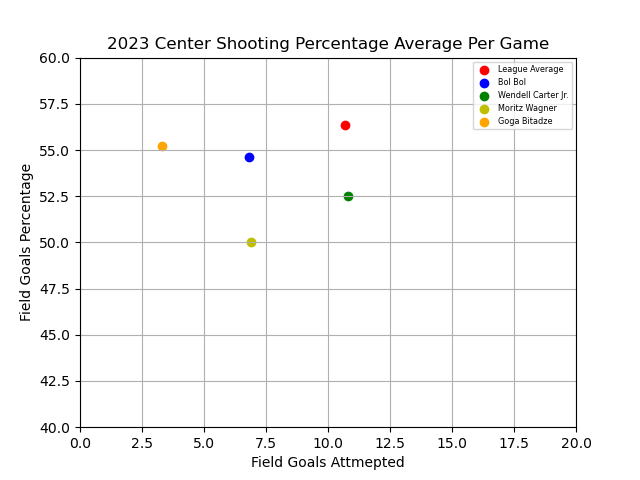 2023 Center Shooting Percentage Average Per Game
League Average
Bol Bol
Wendell Carter Jr.
Moritz Wagner
Goga Bitadze
Field Goals Percentage
60.0
57.5
55.0
52.5
50.0
47.5
45.0
42.5
40.0
0.0 2.5 5.0 7.5 10.0 12.5 15.0 17.5 20.0
Field Goals Attmepted